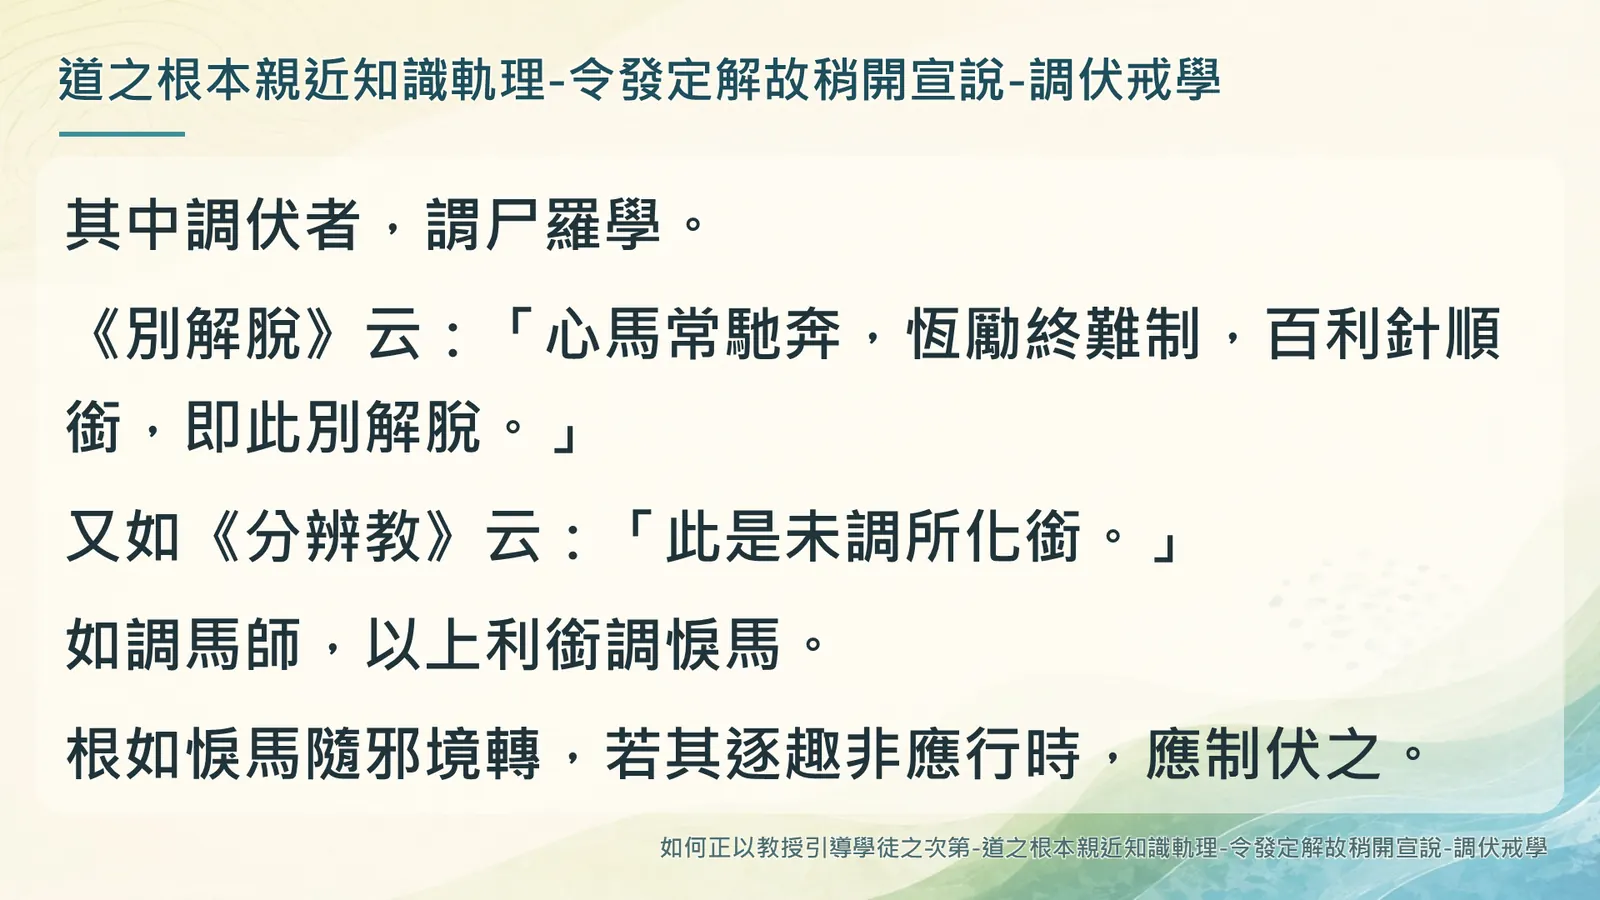 道之根本親近知識軌理-令發定解故稍開宣說-調伏戒學
其中調伏者，謂尸羅學。
《別解脫》云：「心馬常馳奔，恆勵終難制，百利針順
銜，即此別解脫。」
又如《分辨教》云：「此是未調所化銜。」
如調馬師，以上利銜調悷馬。
根如悷馬隨邪境轉，若其逐趣非應行時，應制伏之。
如何正以教授引導學徒之次第-道之根本親近知識軌理-令發定解故稍開宣說-調伏戒學